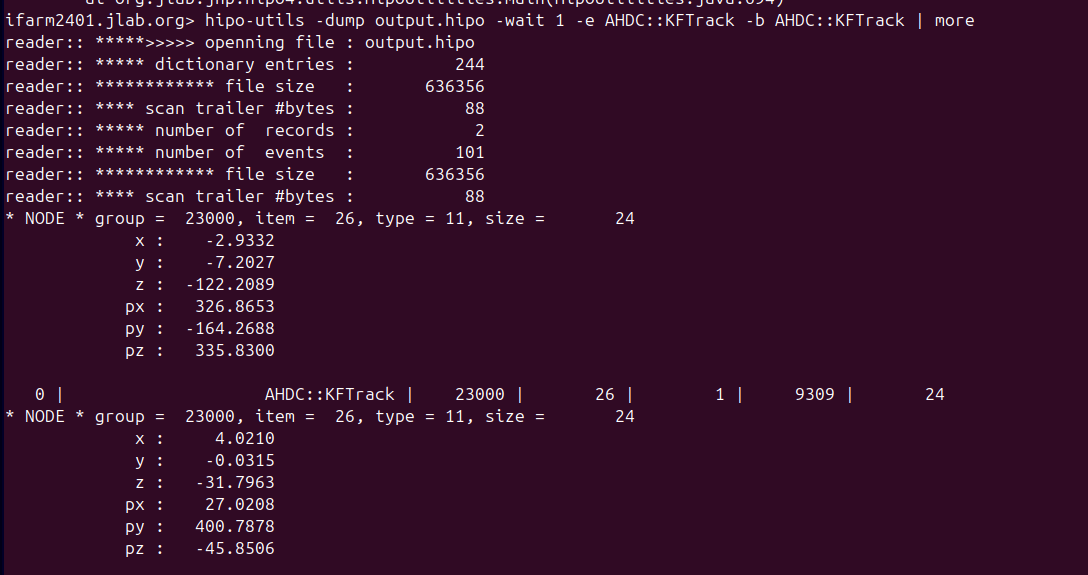 ifarm2401.jlab.org> hipo-utils -dump output.hipo -wait 1 -e AHDC::KFTrack -b AHDC::KFTrack | more
reader:: *****>>>>> openning file : output.hipo
reader:: ***** dictionary entries : 244
reader:: ************ file size : 636356
reader:: **** scan trailer #bytes : 88
reader:: ***** number of records : 2
reader:: ***** number of events : 101
reader:: ************ file size : 636356
reader:: **** scan trailer #bytes : 88
* NODE * group = 23000, item = 26, type = 11, size = 24
x : -2.9332
y : -7.2027
z : -122.2089
px : 326.8653
py : -164.2688
pz : 335.8300
0 | AHDC::KFTrack | 23000 | 26 | 1 | 9309 | 24
* NODE * group = 23000, item = 26, type = 11, size = 24
x : 4.0210
y : -0.0315
z : -31.7963
px : 27.0208
py : 400.7878
pz : -45.8506